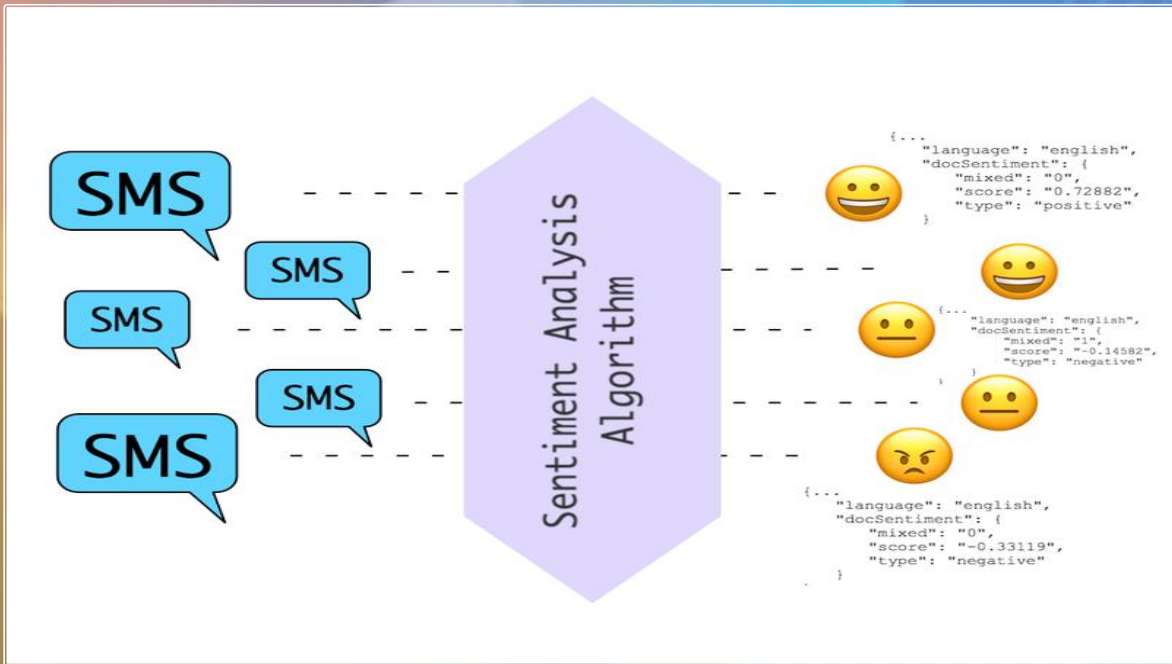 SMS
SMS
SMS
SMS
SMS
Sentiment Analysis
Algorithm
{...
"language": "english",
"docSentiment": {
"mixed": "0",
"score": "0.72882",
"type": "positive"
}
{...
"language": "english",
"docSentiment": {
"mixed": "1",
"score": "-0.14582",
"type": "negative"
}
}
{...
"language": "english",
"docSentiment": {
"mixed": "0",
"score": "-0.33119",
"type": "negative"
}